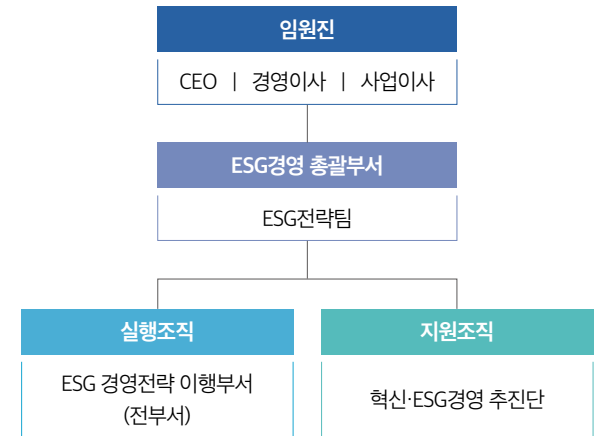 임원진
CEO | 경영이사 | 사업이사
ESG경영 총괄부서
ESG전략팀
실행조직
지원조직
ESG 경영전략 이행부서
(전부서)
혁신·ESG경영 추진단